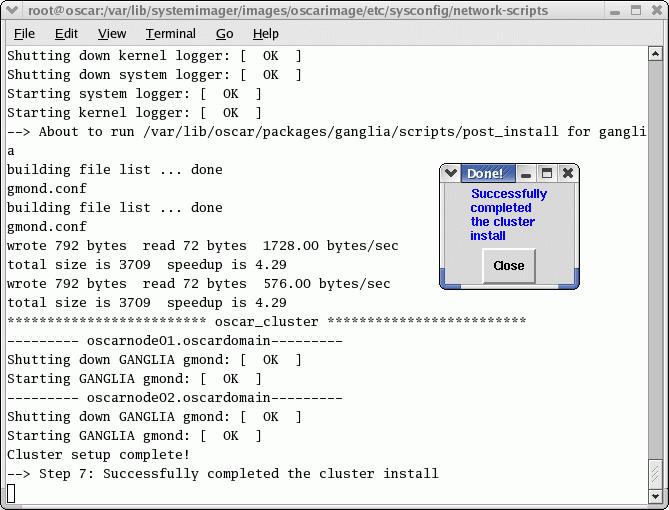 root@oscar:/var/lib/systemimager/images/oscarimage/etc/sysconfig/network-scripts
File Edit View Terminal Go Help
Shutting down kernel logger: [  OK  ]
Shutting down system logger: [  OK  ]
Starting system logger: [  OK  ]
Starting kernel logger: [  OK  ]
--> About to run /var/lib/oscar/packages/ganglia/scripts/post_install for gangli
a
building file list ... done
gmond.conf
building file list ... done
gmond.conf
wrote 792 bytes  read 72 bytes  1728.00 bytes/sec
total size is 3709  speedup is 4.29
wrote 792 bytes  read 72 bytes  576.00 bytes/sec
total size is 3709  speedup is 4.29
************************* oscar_cluster *************************
--------- oscarnode01.oscardomain---------
Shutting down GANGLIA gmond: [  OK  ]
Starting GANGLIA gmond: [  OK  ]
--------- oscarnode02.oscardomain---------
Shutting down GANGLIA gmond: [  OK  ]
Starting GANGLIA gmond: [  OK  ]
Cluster setup complete!
--> Step 7: Successfully completed the cluster install
Done!
Successfully
completed
the cluster
install
Close